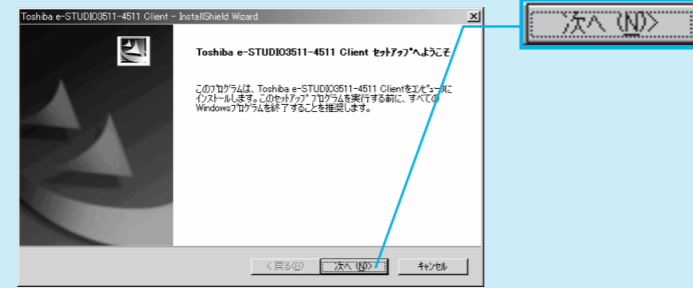 Toshiba e-STUDIO3511-4511 Client - InstallShield Wizard
次へ (N)>
Toshiba e-STUDIO3511-4511 Client ｾｯﾄｱｯﾌﾟへようこそ
このﾌﾟﾛｸﾞﾗﾑは、Toshiba e-STUDIO3511-4511 Clientをｺﾝﾋﾟｭｰﾀに
ｲﾝｽﾄｰﾙします。このｾｯﾄｱｯﾌﾟ ﾌﾟﾛｸﾞﾗﾑを実行する前に、すべての
Windowsﾌﾟﾛｸﾞﾗﾑを終了することを推奨します。
< 戻る(B)
次へ (N)>
ｷｬﾝｾﾙ